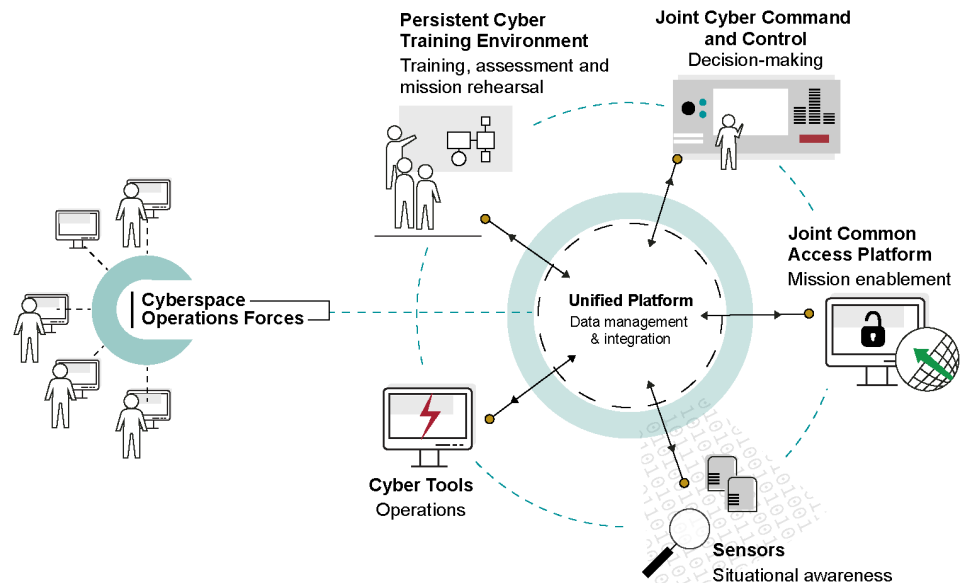 Persistent Cyber
Training Environment
Training, assessment and
mission rehearsal
Joint Cyber Command
and Control
Decision-making
Joint Common
Access Platform
Mission enablement
Cyberspace
Operations Forces
Unified Platform
Data management
& integration
Cyber Tools
Operations
Sensors
Situational awareness